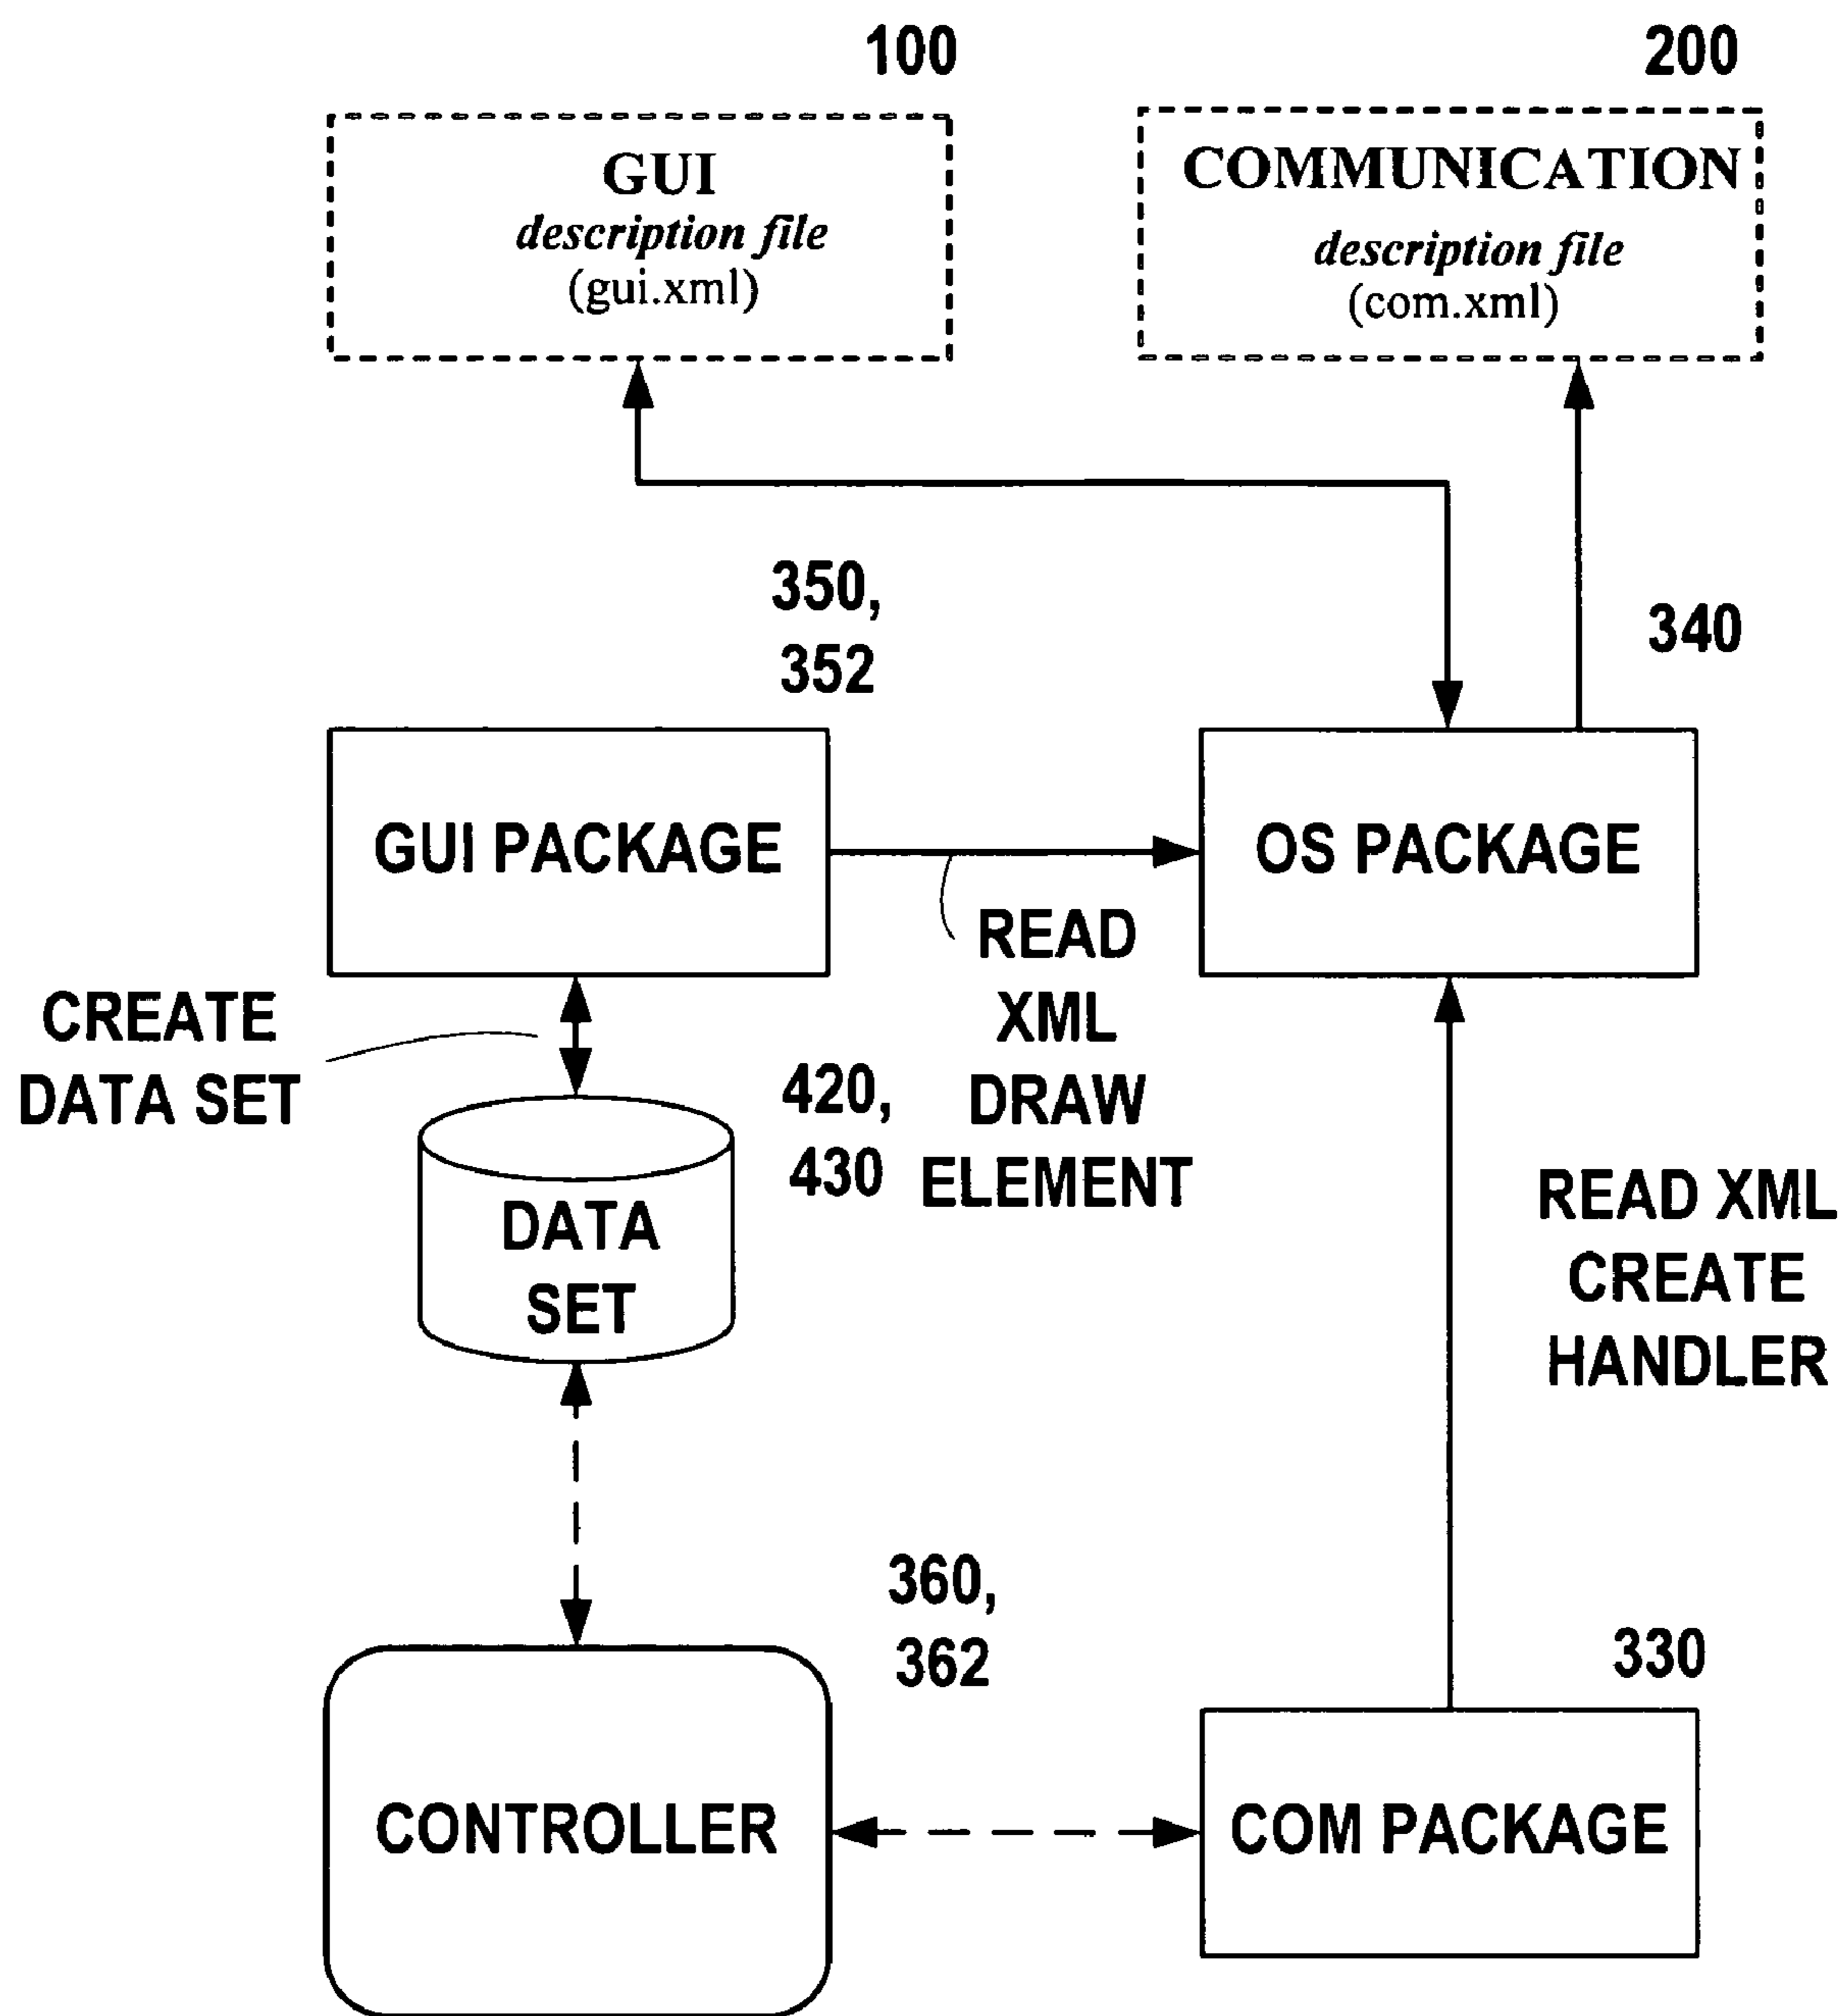 100
200
GUI
description file
(gui.xml)
COMMUNICATION
description file
(com.xml)
350,
352
340
GUI PACKAGE
OS PACKAGE
READ
XML
DRAW
ELEMENT
CREATE
DATA SET
420,
430
DATA
SET
READ XML
CREATE
HANDLER
360,
362
330
CONTROLLER
COM PACKAGE